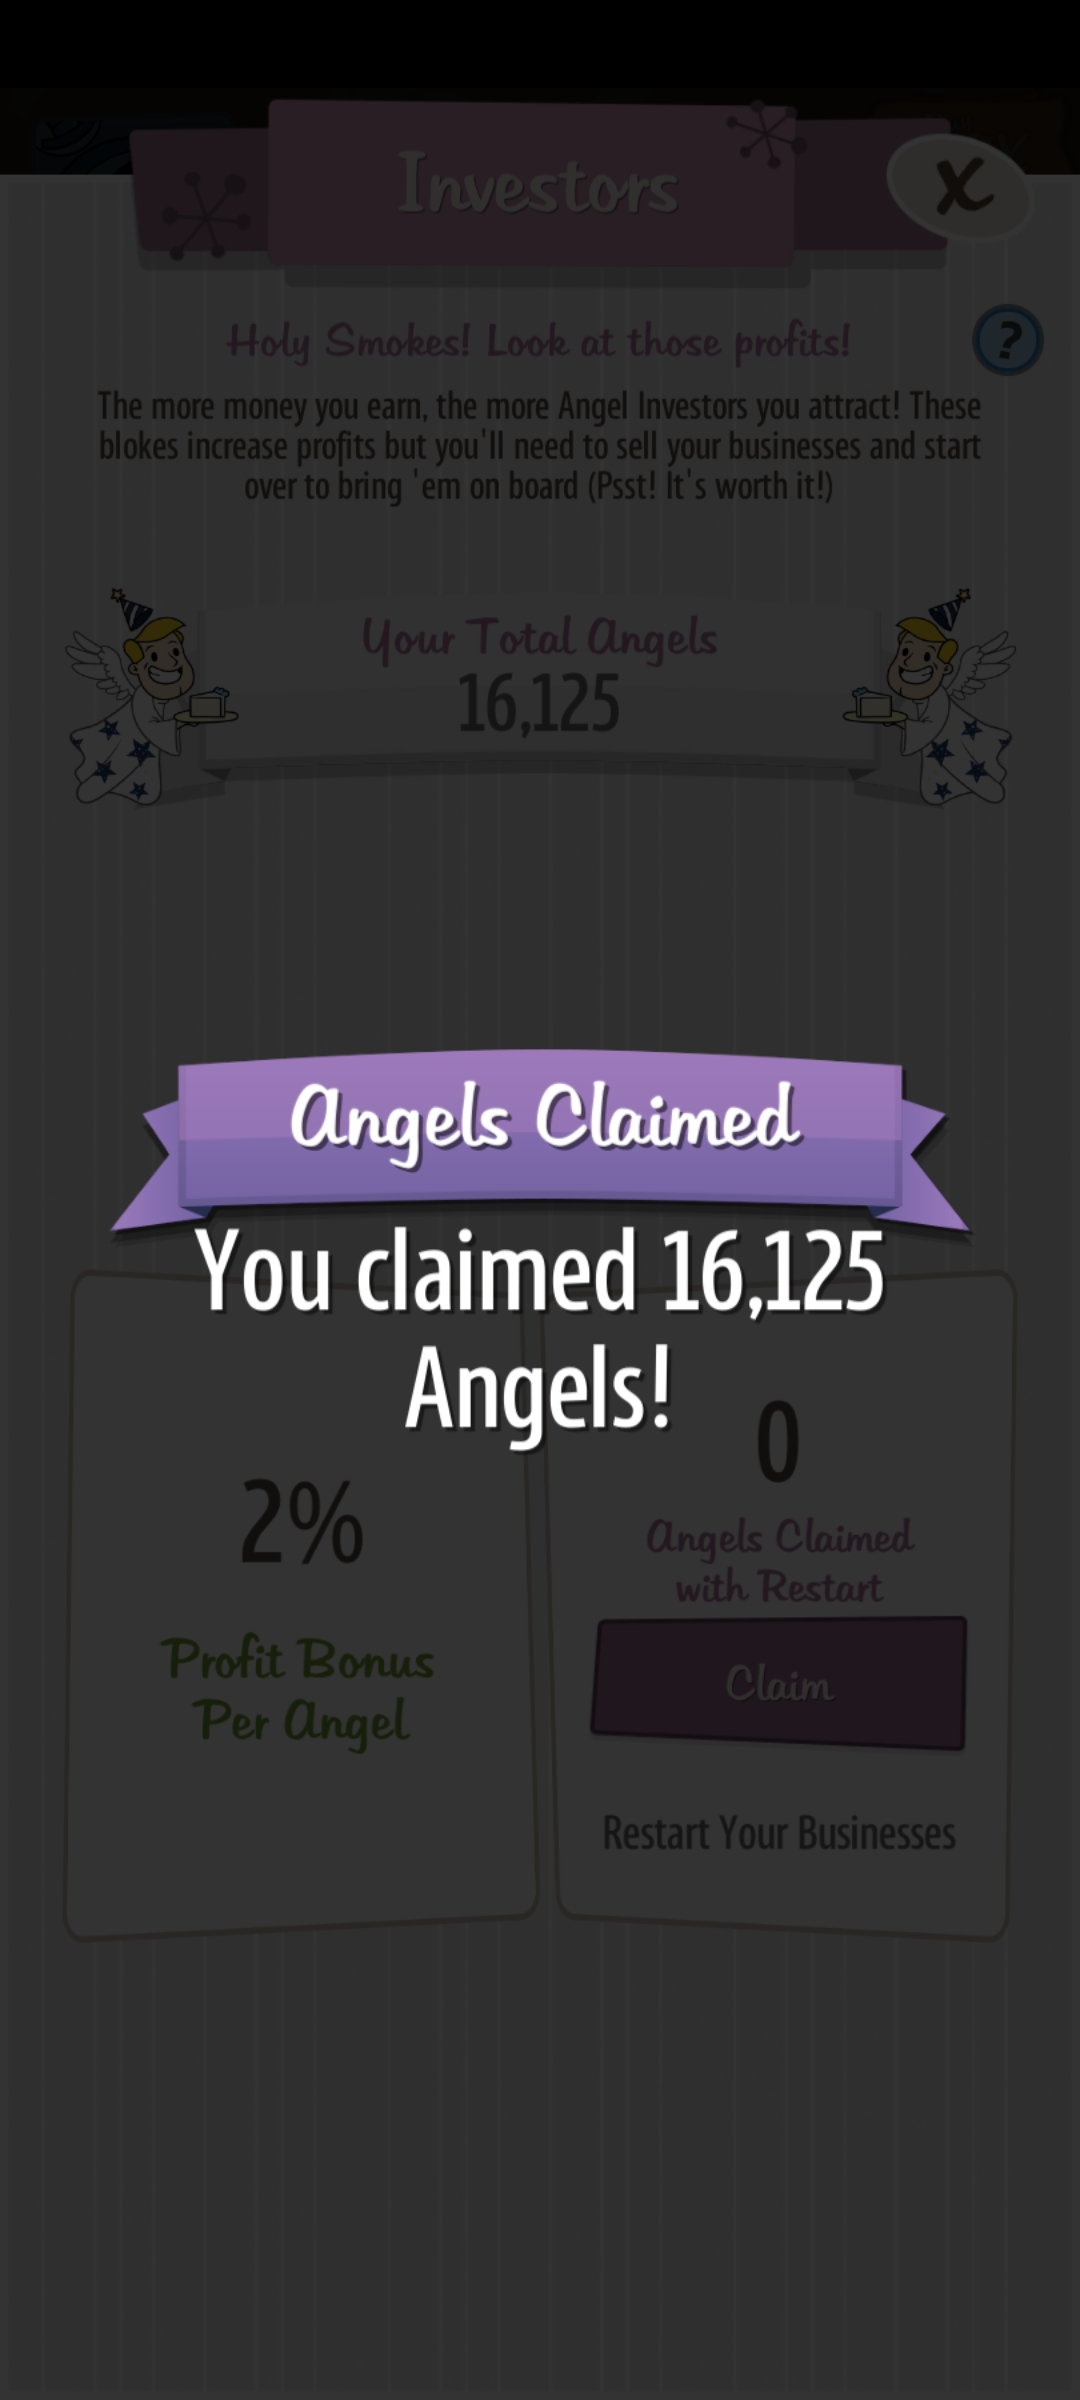 Investors
X
Holy Smokes! Look at those profits!
?
The more money you earn, the more Angel Investors you attract! These
blokes increase profits but you'll need to sell your businesses and start
over to bring 'em on board (Psst! It's worth it!)
Your Total Angels
16,125
Angels Claimed
You claimed 16,125
Angels!
2%
Profit Bonus
Per Angel
0
Angels Claimed
with Restart
Claim
Restart Your Businesses